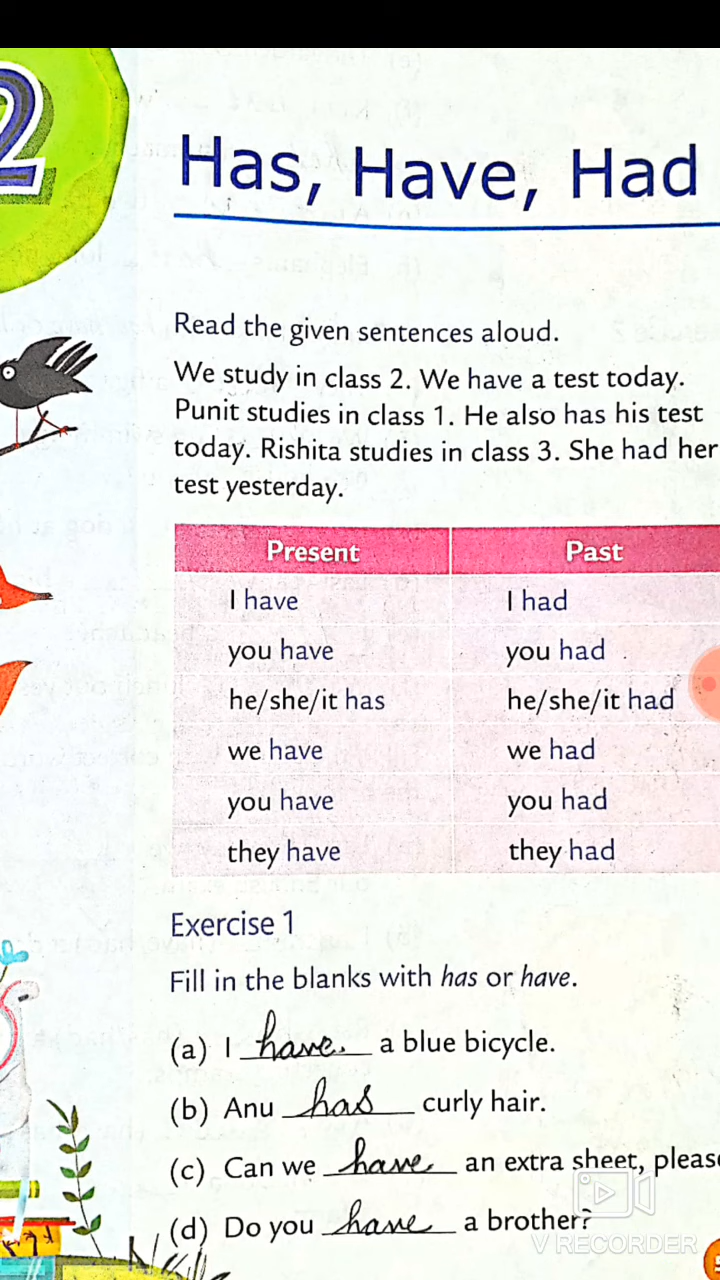 2
Has, Have, Had
Read the given sentences aloud.
We study in class 2. We have a test today.
Punit studies in class 1. He also has his test
today. Rishita studies in class 3. She had her
test yesterday.
Present Past
I have I had
you have you had
he/she/it has he/she/it had
we have we had
you have you had
they have they had
Exercise 1
Fill in the blanks with has or have.
(a) I have. a blue bicycle.
(b) Anu has curly hair.
(c) Can we have an extra sheet, please
(d) Do you have a brother?
V RECORDER